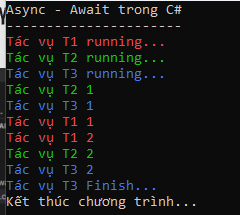 Async - Await trong C#
----------------------
Tác vụ T1 running...
Tác vụ T2 running...
Tác vụ T3 running...
Tác vụ T2 1
Tác vụ T3 1
Tác vụ T1 1
Tác vụ T1 2
Tác vụ T2 2
Tác vụ T3 2
Tác vụ T3 Finish...
Kết thúc chương trình...